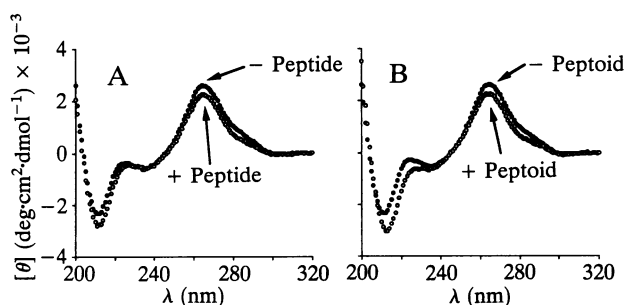 [θ] (deg·cm²·dmol⁻¹) × 10⁻³
4
2
0
−2
−4
A
− Peptide
+ Peptide
200 240 280 320
λ (nm)
B
− Peptoid
+ Peptoid
200 240 280 320
λ (nm)